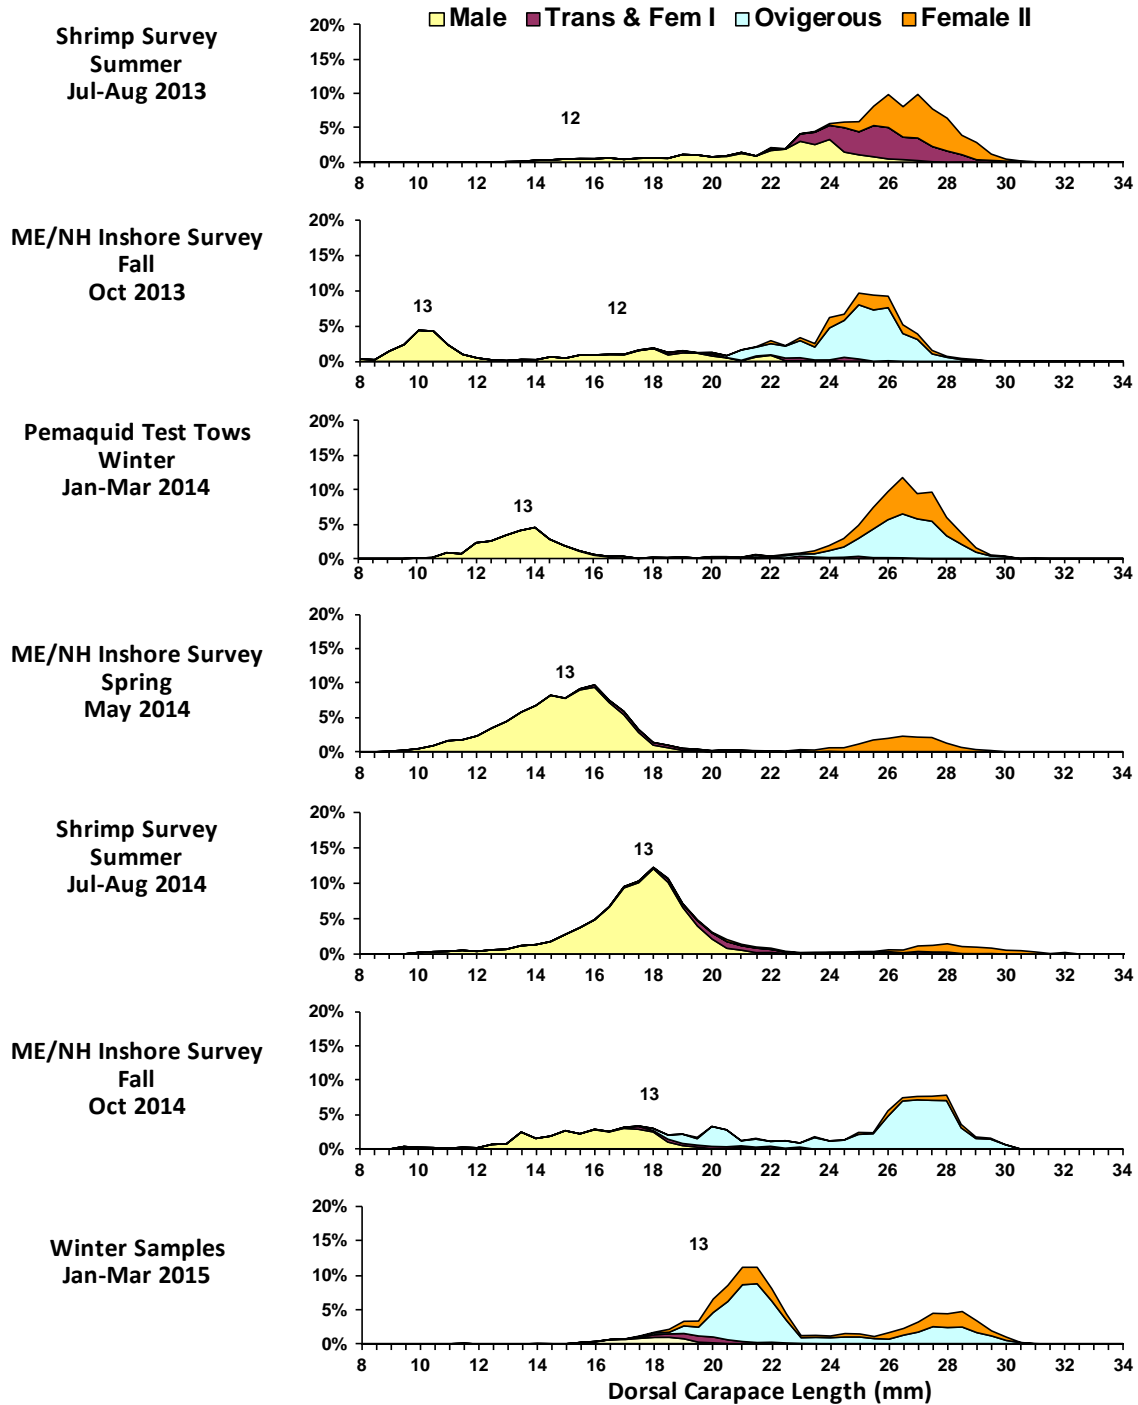 Male Trans & Fem I Ovigerous Female II
Shrimp Survey
Summer
Jul-Aug 2013
20%
15%
10%
5%
0%
12
8 10 12 14 16 18 20 22 24 26 28 30 32 34
ME/NH Inshore Survey
Fall
Oct 2013
20%
15%
10%
5%
0%
13 12
8 10 12 14 16 18 20 22 24 26 28 30 32 34
Pemaquid Test Tows
Winter
Jan-Mar 2014
20%
15%
10%
5%
0%
13
8 10 12 14 16 18 20 22 24 26 28 30 32 34
ME/NH Inshore Survey
Spring
May 2014
20%
15%
10%
5%
0%
13
8 10 12 14 16 18 20 22 24 26 28 30 32 34
Shrimp Survey
Summer
Jul-Aug 2014
20%
15%
10%
5%
0%
13
8 10 12 14 16 18 20 22 24 26 28 30 32 34
ME/NH Inshore Survey
Fall
Oct 2014
20%
15%
10%
5%
0%
13
8 10 12 14 16 18 20 22 24 26 28 30 32 34
Winter Samples
Jan-Mar 2015
20%
15%
10%
5%
0%
13
8 10 12 14 16 18 20 22 24 26 28 30 32 34
Dorsal Carapace Length (mm)